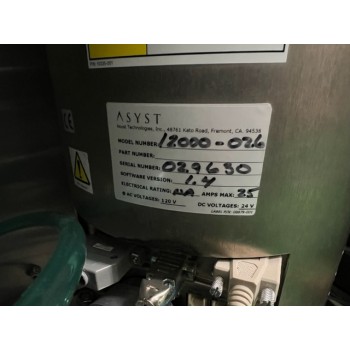 ASYST
Asyst Technologies, Inc., 48761 Kato Road, Fremont, CA. 94538
MODEL NUMBER: 12000-026
PART NUMBER:
SERIAL NUMBER: 029630
SOFTWARE VERSION: 1.4
ELECTRICAL RATING: NA AMPS MAX: 25
AC VOLTAGES: 120 V DC VOLTAGES: 24 V